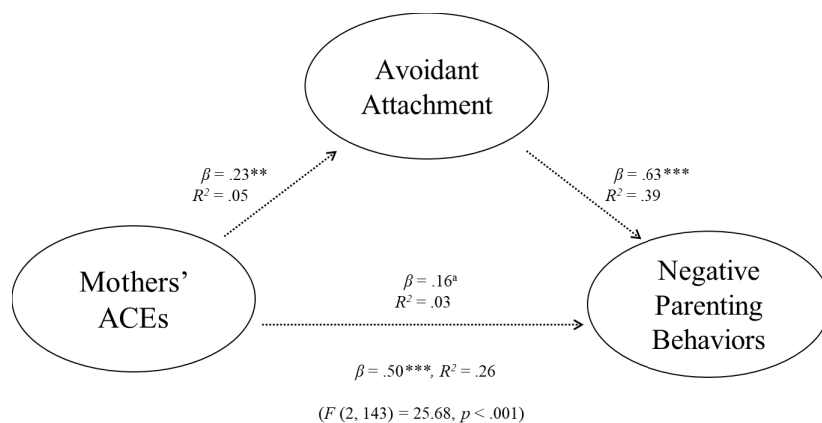 Avoidant
Attachment
β = .23**
R² = .05
β = .63***
R² = .39
Mothers’
ACEs
β = .16ᵃ
R² = .03
Negative
Parenting
Behaviors
β = .50***, R² = .26
(F (2, 143) = 25.68, p < .001)